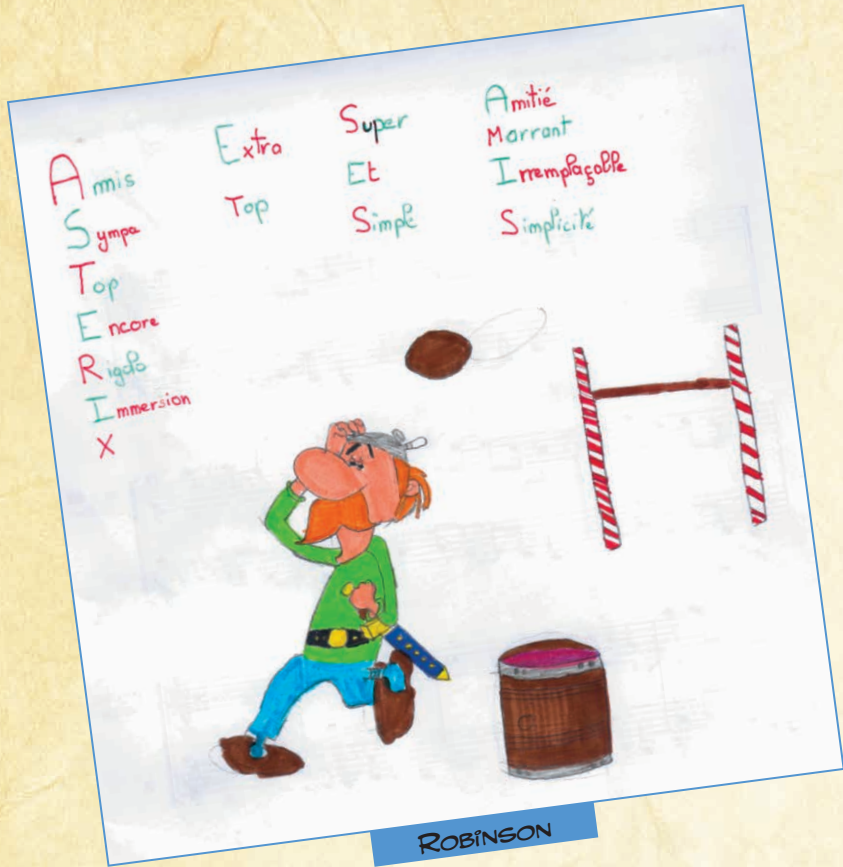 Amis
Sympa
Top
Encore
Rigolo
Immersion
X
Extra
Top
Super
Et
Simple
Amitié
Marrant
Irremplaçable
Simplicité
C
ROBINSON